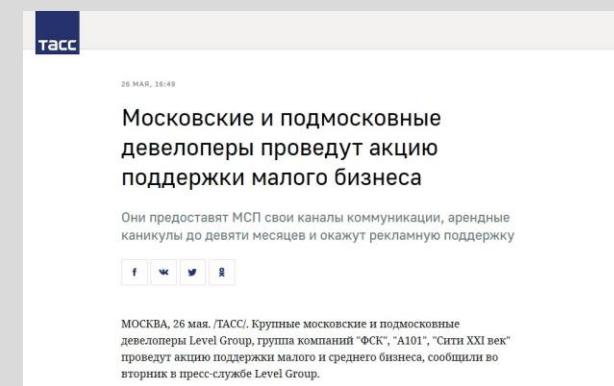 тасс
26 МАЯ, 16:49
Московские и подмосковные
девелоперы проведут акцию
поддержки малого бизнеса
Они предоставят МСП свои каналы коммуникации, арендные
каникулы до девяти месяцев и окажут рекламную поддержку
МОСКВА, 26 мая. /ТАСС/. Крупные московские и подмосковные
девелоперы Level Group, группа компаний "ФСК", "А101", "Сити XXI век"
проведут акцию поддержки малого и среднего бизнеса, сообщили во
вторник в пресс-службе Level Group.